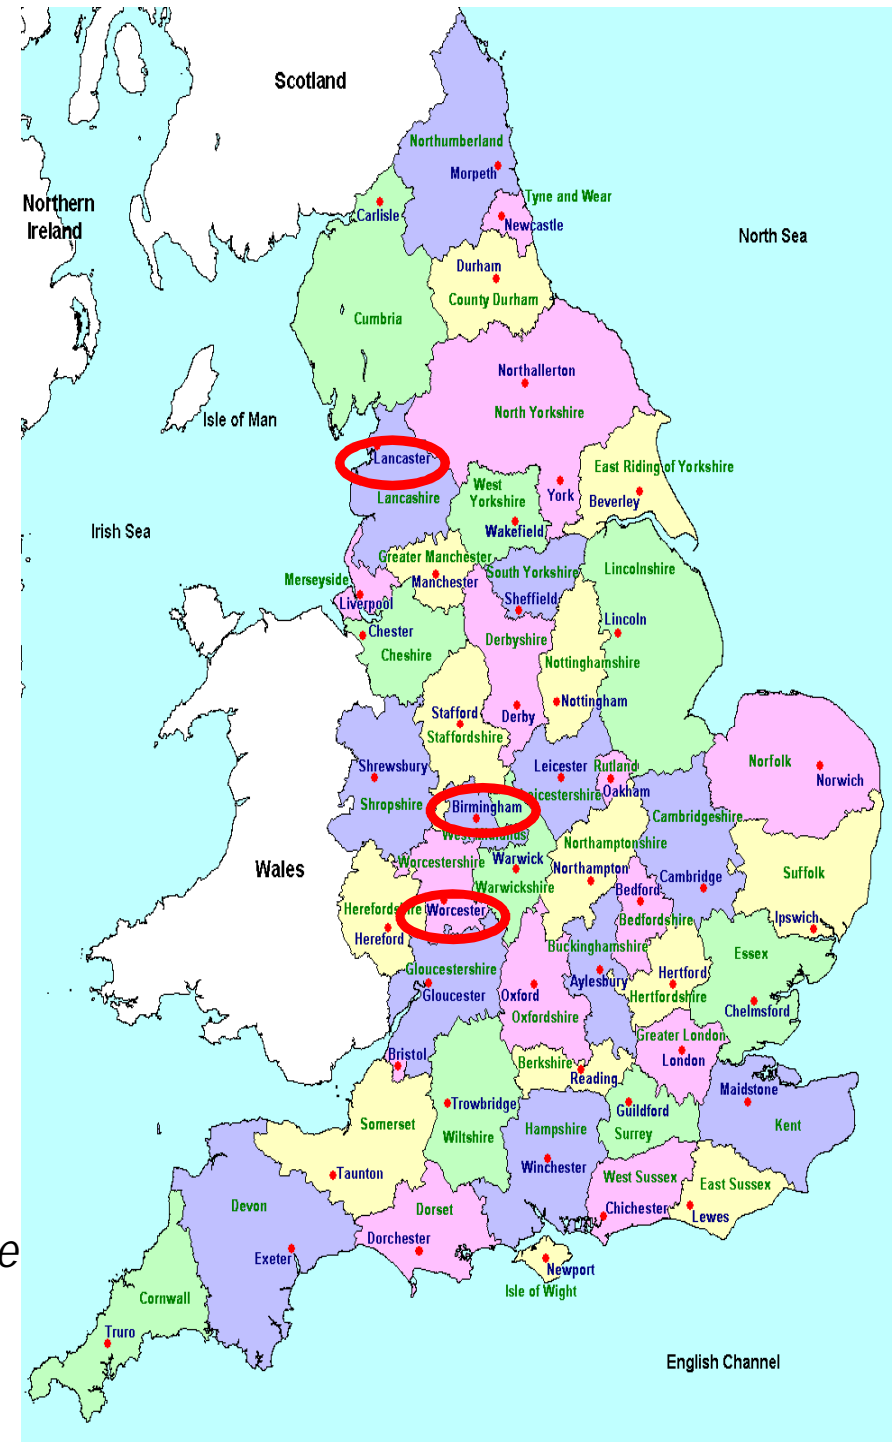 Scotland
Northumberland
Morpeth
Tyne and Wear
Northern
Ireland
Carlisle
Newcastle
North Sea
Durham
County Durham
Cumbria
Northallerton
North Yorkshire
Isle of Man
Lancaster
East Riding of Yorkshire
West
Yorkshire
York
Beverley
Lancashire
Irish Sea
Wakefield
Greater Manchester
Manchester
South Yorkshire
Lincolnshire
Merseyside
Liverpool
Sheffield
Chester
Lincoln
Cheshire
Derbyshire
Nottinghamshire
Nottingham
Stafford
Derby
Staffordshire
Shrewsbury
Leicester
Rutland
Norfolk
Norwich
Shropshire
Birmingham
eicestershire
Oakham
Cambridgeshire
Northamptonshire
Worcestershire
Warwick
Northampton
Wales
Suffolk
Cambridge
Warwickshire
Bedford
Herefordshire
Worcester
Bedfordshire
Ipswich
Hereford
Buckinghamshire
Essex
Gloucestershire
Hertford
Gloucester
Oxford
Aylesbury
Hertfordshire
Chelmsford
Oxfordshire
Greater London
London
Bristol
Berkshire
Reading
Maidstone
Trowbridge
Guildford
Somerset
Hampshire
Kent
Wiltshire
Surrey
Winchester
Taunton
West Sussex
East Sussex
Devon
Dorset
Chichester
Lewes
Dorchester
e
Exeter
Newport
Isle of Wight
Cornwall
Truro
English Channel